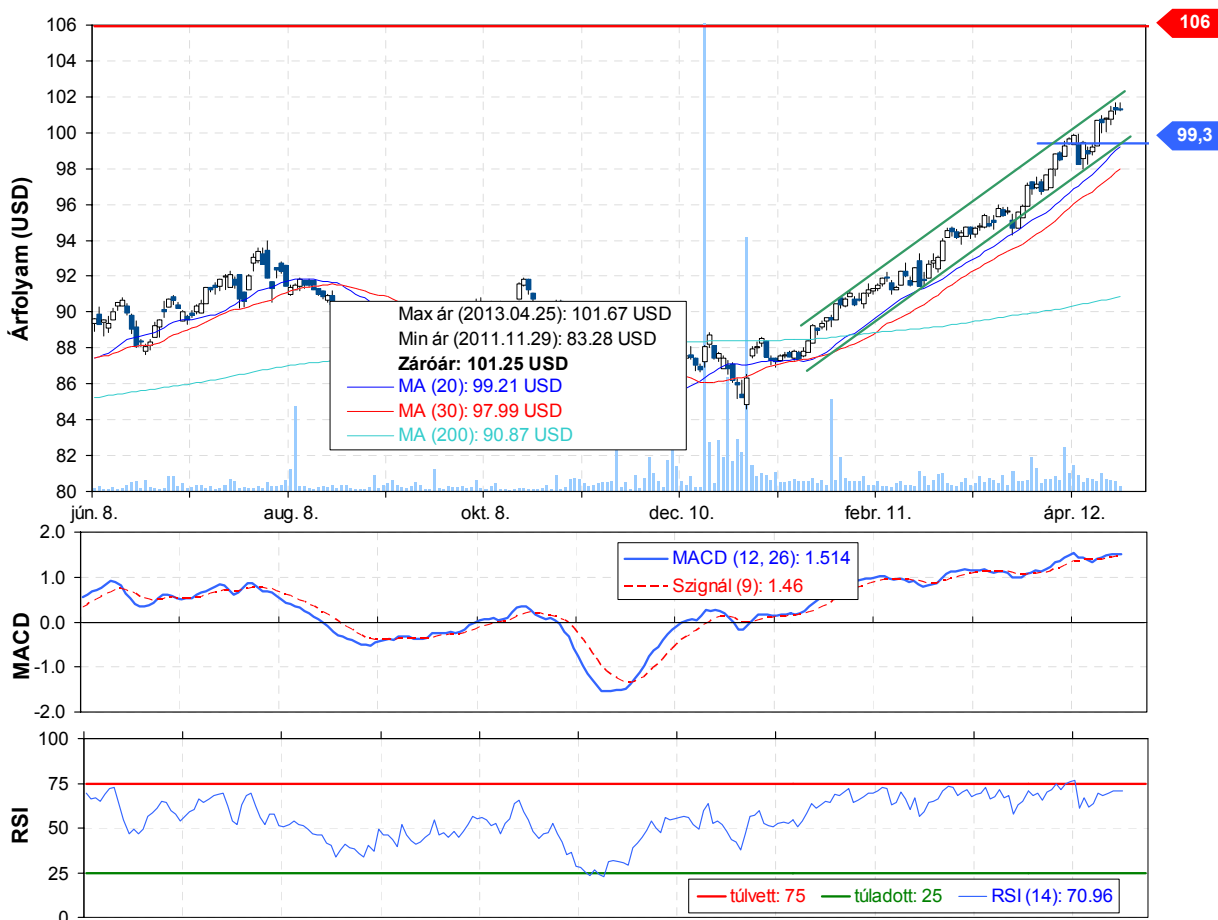 106
104
102
100
98
96
94
92
90
88
86
84
82
80
Árfolyam (USD)
106
99,3
Max ár (2013.04.25): 101.67 USD
Min ár (2011.11.29): 83.28 USD
Záróár: 101.25 USD
MA (20): 99.21 USD
MA (30): 97.99 USD
MA (200): 90.87 USD
jún. 8.
aug. 8.
okt. 8.
dec. 10.
febr. 11.
ápr. 12.
2.0
1.0
0.0
-1.0
-2.0
MACD
MACD (12, 26): 1.514
Szignál (9): 1.46
100
75
50
25
0
RSI
túlvett: 75 túladott: 25 RSI (14): 70.96